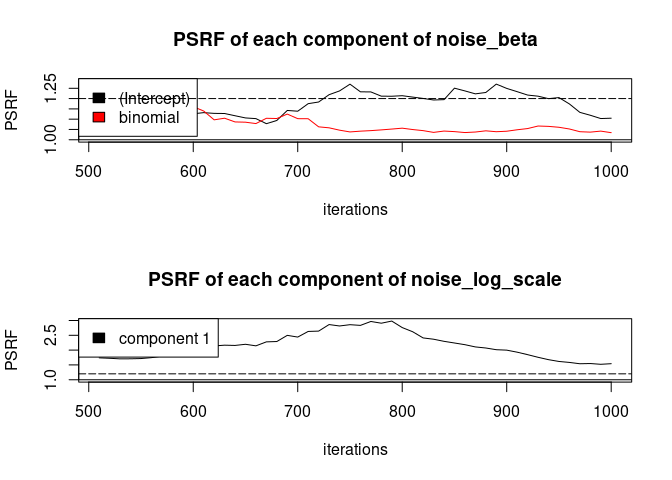 PSRF of each component of noise_beta
PSRF
1.00
1.25
(Intercept)
binomial
500
600
700
800
900
1000
iterations
PSRF of each component of noise_log_scale
PSRF
1.0
2.5
component 1
500
600
700
800
900
1000
iterations